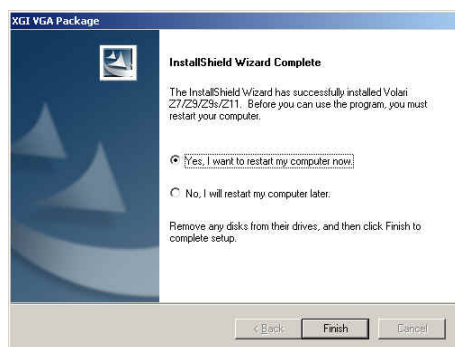 XGI VGA Package
InstallShield Wizard Complete
The InstallShield Wizard has successfully installed Volari
Z7/Z9/Z9s/Z11. Before you can use the program, you must
restart your computer.
Yes, I want to restart my computer now.
No, I will restart my computer later.
Remove any disks from their drives, and then click Finish to
complete setup.
< Back Finish Cancel